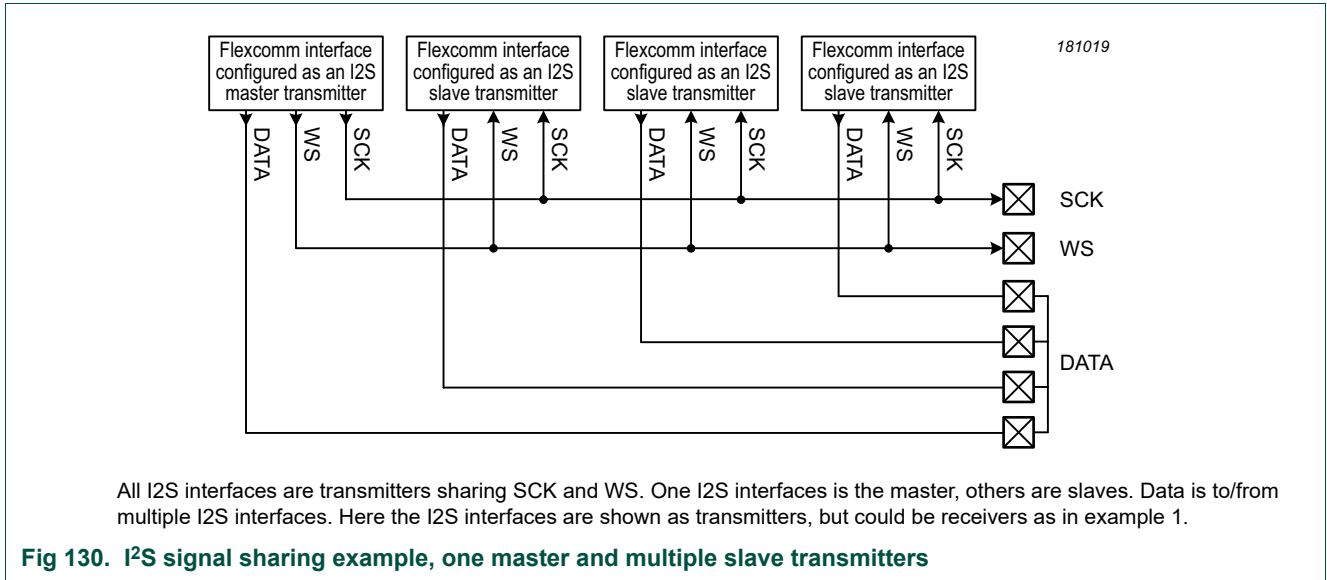 Flexcomm interface
configured as an I2S
master transmitter
Flexcomm interface
configured as an I2S
slave transmitter
Flexcomm interface
configured as an I2S
slave transmitter
Flexcomm interface
configured as an I2S
slave transmitter
181019
DATA
WS
SCK
DATA
WS
SCK
DATA
WS
SCK
DATA
WS
SCK
SCK
WS
DATA
All I2S interfaces are transmitters sharing SCK and WS. One I2S interfaces is the master, others are slaves. Data is to/from
multiple I2S interfaces. Here the I2S interfaces are shown as transmitters, but could be receivers as in example 1.
Fig 130. I²S signal sharing example, one master and multiple slave transmitters